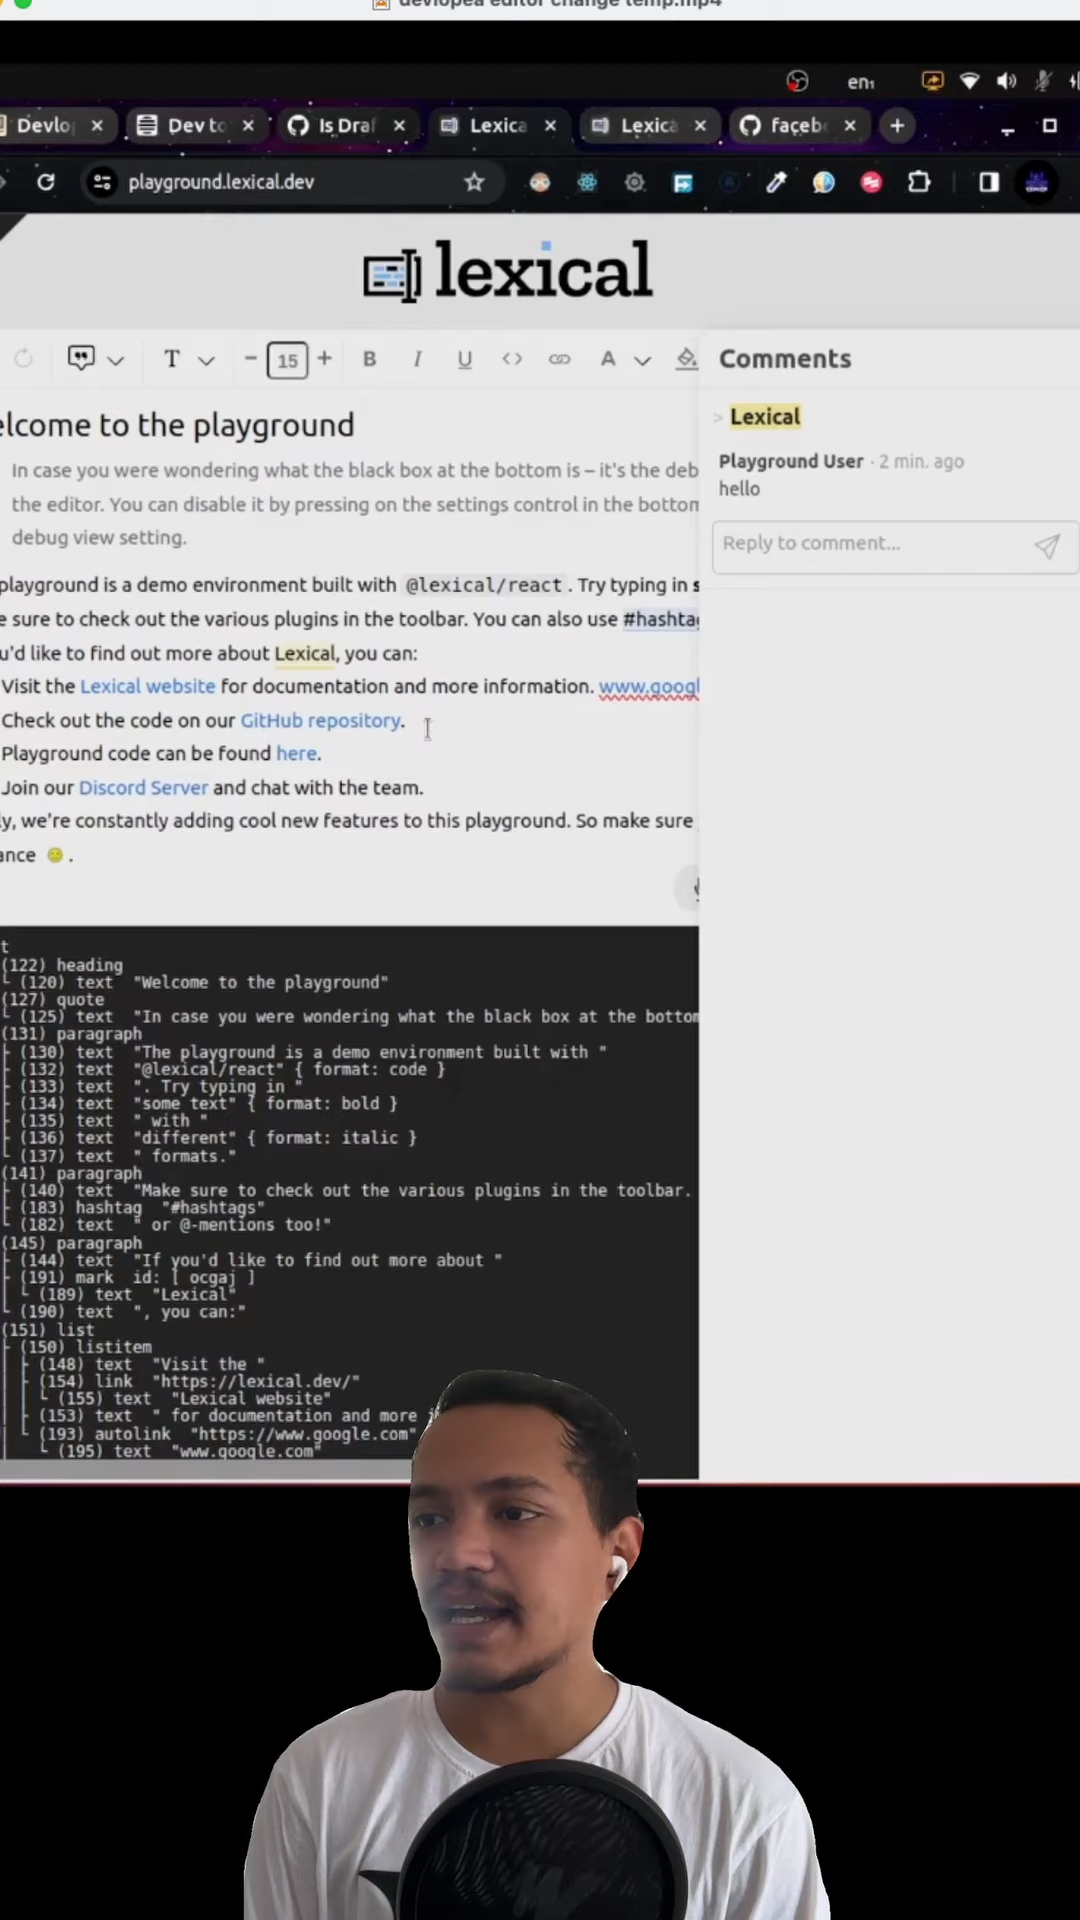 devlopea editor change temp.mp4
en₁
Devlo
Dev to
Is Draf
Lexica
Lexica
faceb
playground.lexical.dev
lexical
T
15
B
I
U
A
Comments
elcome to the playground
> Lexical
In case you were wondering what the black box at the bottom is – it's the deb
Playground User · 2 min. ago
hello
the editor. You can disable it by pressing on the settings control in the bottom
debug view setting.
Reply to comment...
playground is a demo environment built with @lexical/react . Try typing in s
e sure to check out the various plugins in the toolbar. You can also use #hashtag
u'd like to find out more about Lexical, you can:
Visit the Lexical website for documentation and more information. www.googl
Check out the code on our GitHub repository.
Playground code can be found here.
Join our Discord Server and chat with the team.
y, we're constantly adding cool new features to this playground. So make sure
ance 🙂 .
t
(122) heading
└ (120) text "Welcome to the playground"
(127) quote
└ (125) text "In case you were wondering what the black box at the bottom
(131) paragraph
├ (130) text "The playground is a demo environment built with "
├ (132) text "@lexical/react" { format: code }
├ (133) text ". Try typing in "
├ (134) text "some text" { format: bold }
├ (135) text " with "
├ (136) text "different" { format: italic }
└ (137) text " formats."
(141) paragraph
├ (140) text "Make sure to check out the various plugins in the toolbar.
├ (183) hashtag "#hashtags"
└ (182) text " or @-mentions too!"
(145) paragraph
├ (144) text "If you'd like to find out more about "
├ (191) mark id: [ ocgaj ]
│ └ (189) text "Lexical"
└ (190) text ", you can:"
(151) list
├ (150) listitem
│ ├ (148) text "Visit the "
│ ├ (154) link "https://lexical.dev/"
│ │ └ (155) text "Lexical website"
│ ├ (153) text " for documentation and more i
│ └ (193) autolink "https://www.google.com"
│ └ (195) text "www.google.com"